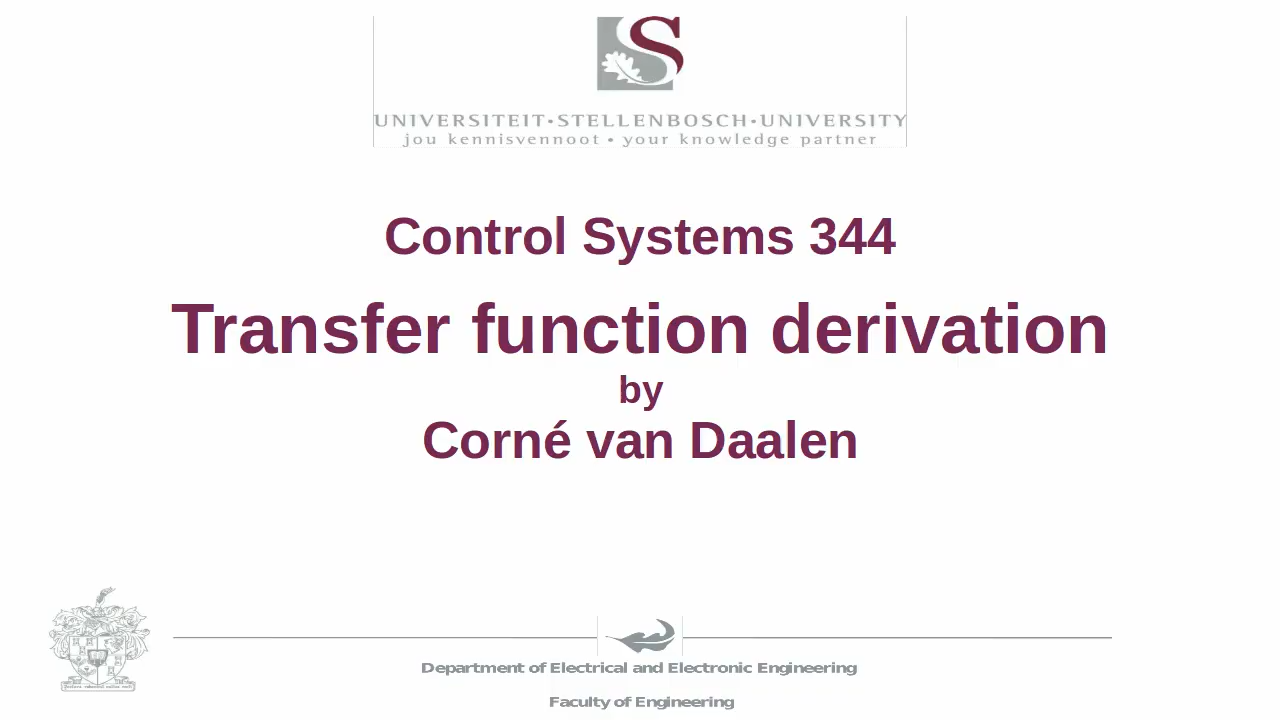 S
UNIVERSITEIT•STELLENBOSCH•UNIVERSITY
jou kennisvennoot • your knowledge partner
Control Systems 344
Transfer function derivation
by
Corné van Daalen
Department of Electrical and Electronic Engineering
Faculty of Engineering